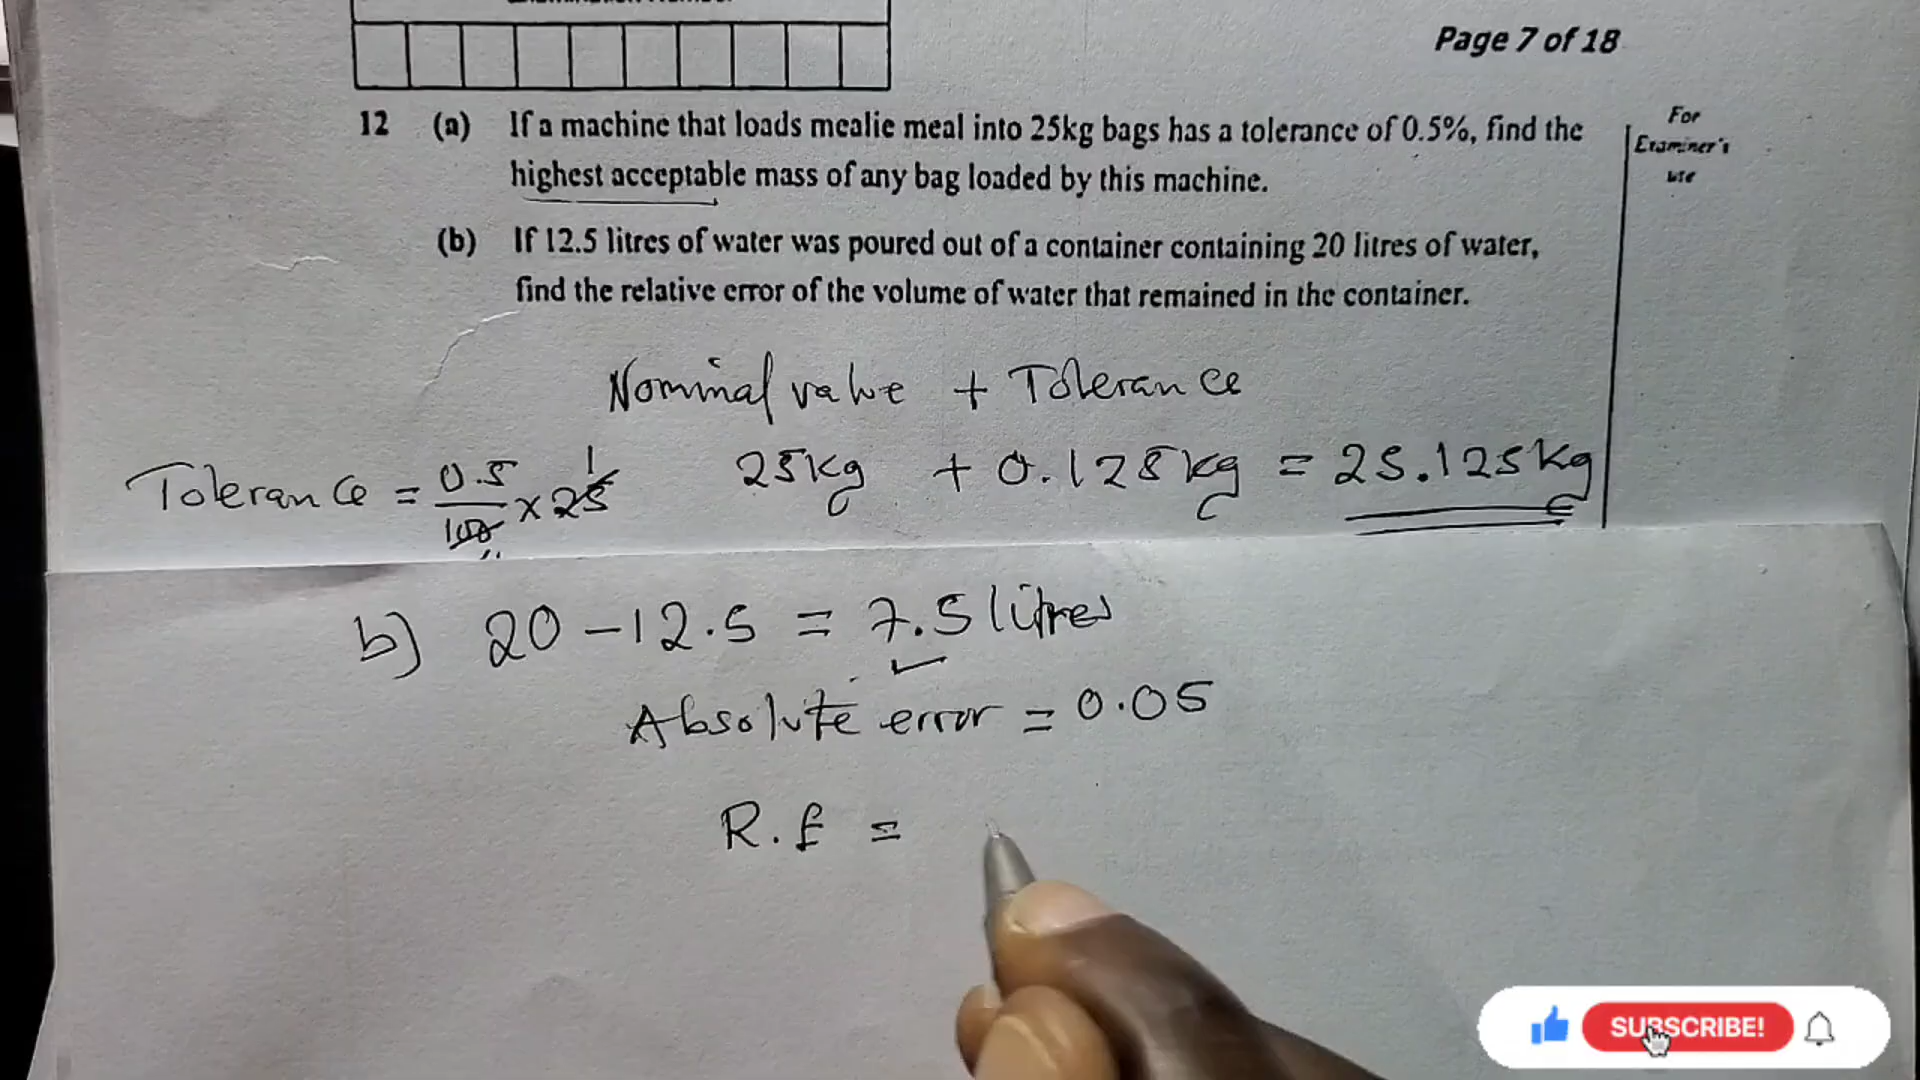 Page 7 of 18
For
Examiner's
use
12 (a) If a machine that loads mealie meal into 25kg bags has a tolerance of 0.5%, find the
highest acceptable mass of any bag loaded by this machine.
(b) If 12.5 litres of water was poured out of a container containing 20 litres of water,
find the relative error of the volume of water that remained in the container.
Nominal value + Tolerance
Tolerance = 0.5/100 × 25 1 25kg + 0.125kg = 25.125kg
b) 20 - 12.5 = 7.5 litres
Absolute error = 0.05
R.E =
SUBSCRIBE!